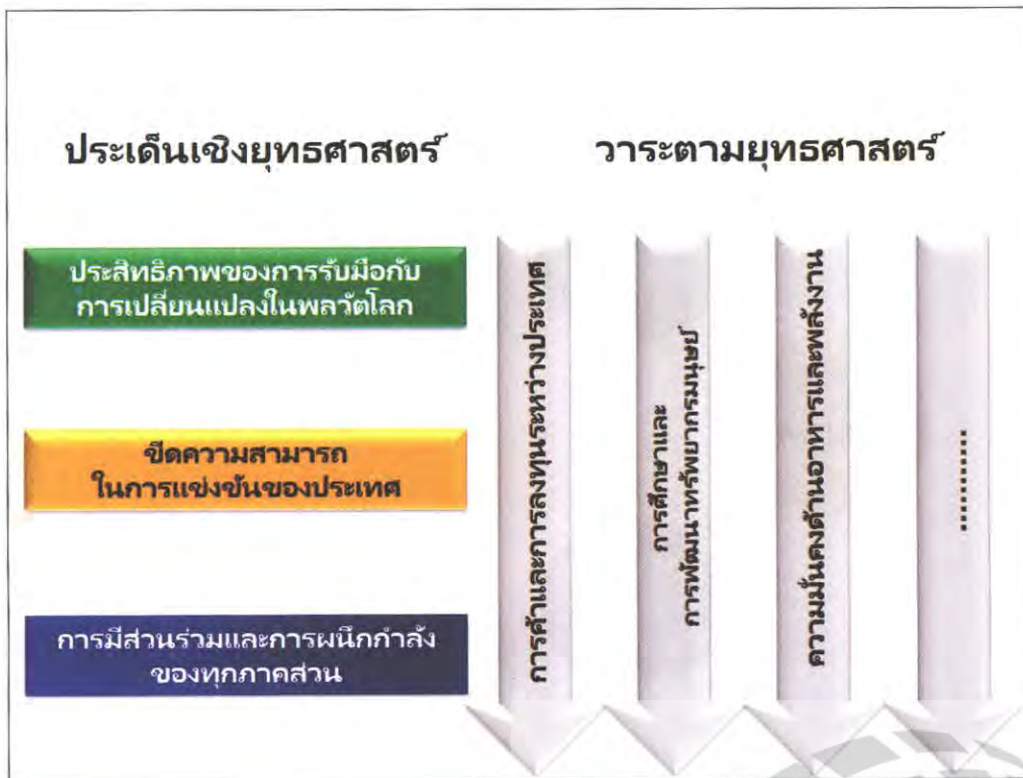 ประเด็นเชิงยุทธศาสตร์
วาระตามยุทธศาสตร์
ประสิทธิภาพของการรับมือกับ
การเปลี่ยนแปลงในพลวัตโลก
ขีดความสามารถ
ในการแข่งขันของประเทศ
การมีส่วนร่วมและการผนึกกำลัง
ของทุกภาคส่วน
การค้าและการลงทุนระหว่างประเทศ
การศึกษาและ
การพัฒนาทรัพยากรมนุษย์
ความมั่นคงด้านอาหารและพลังงาน
..........